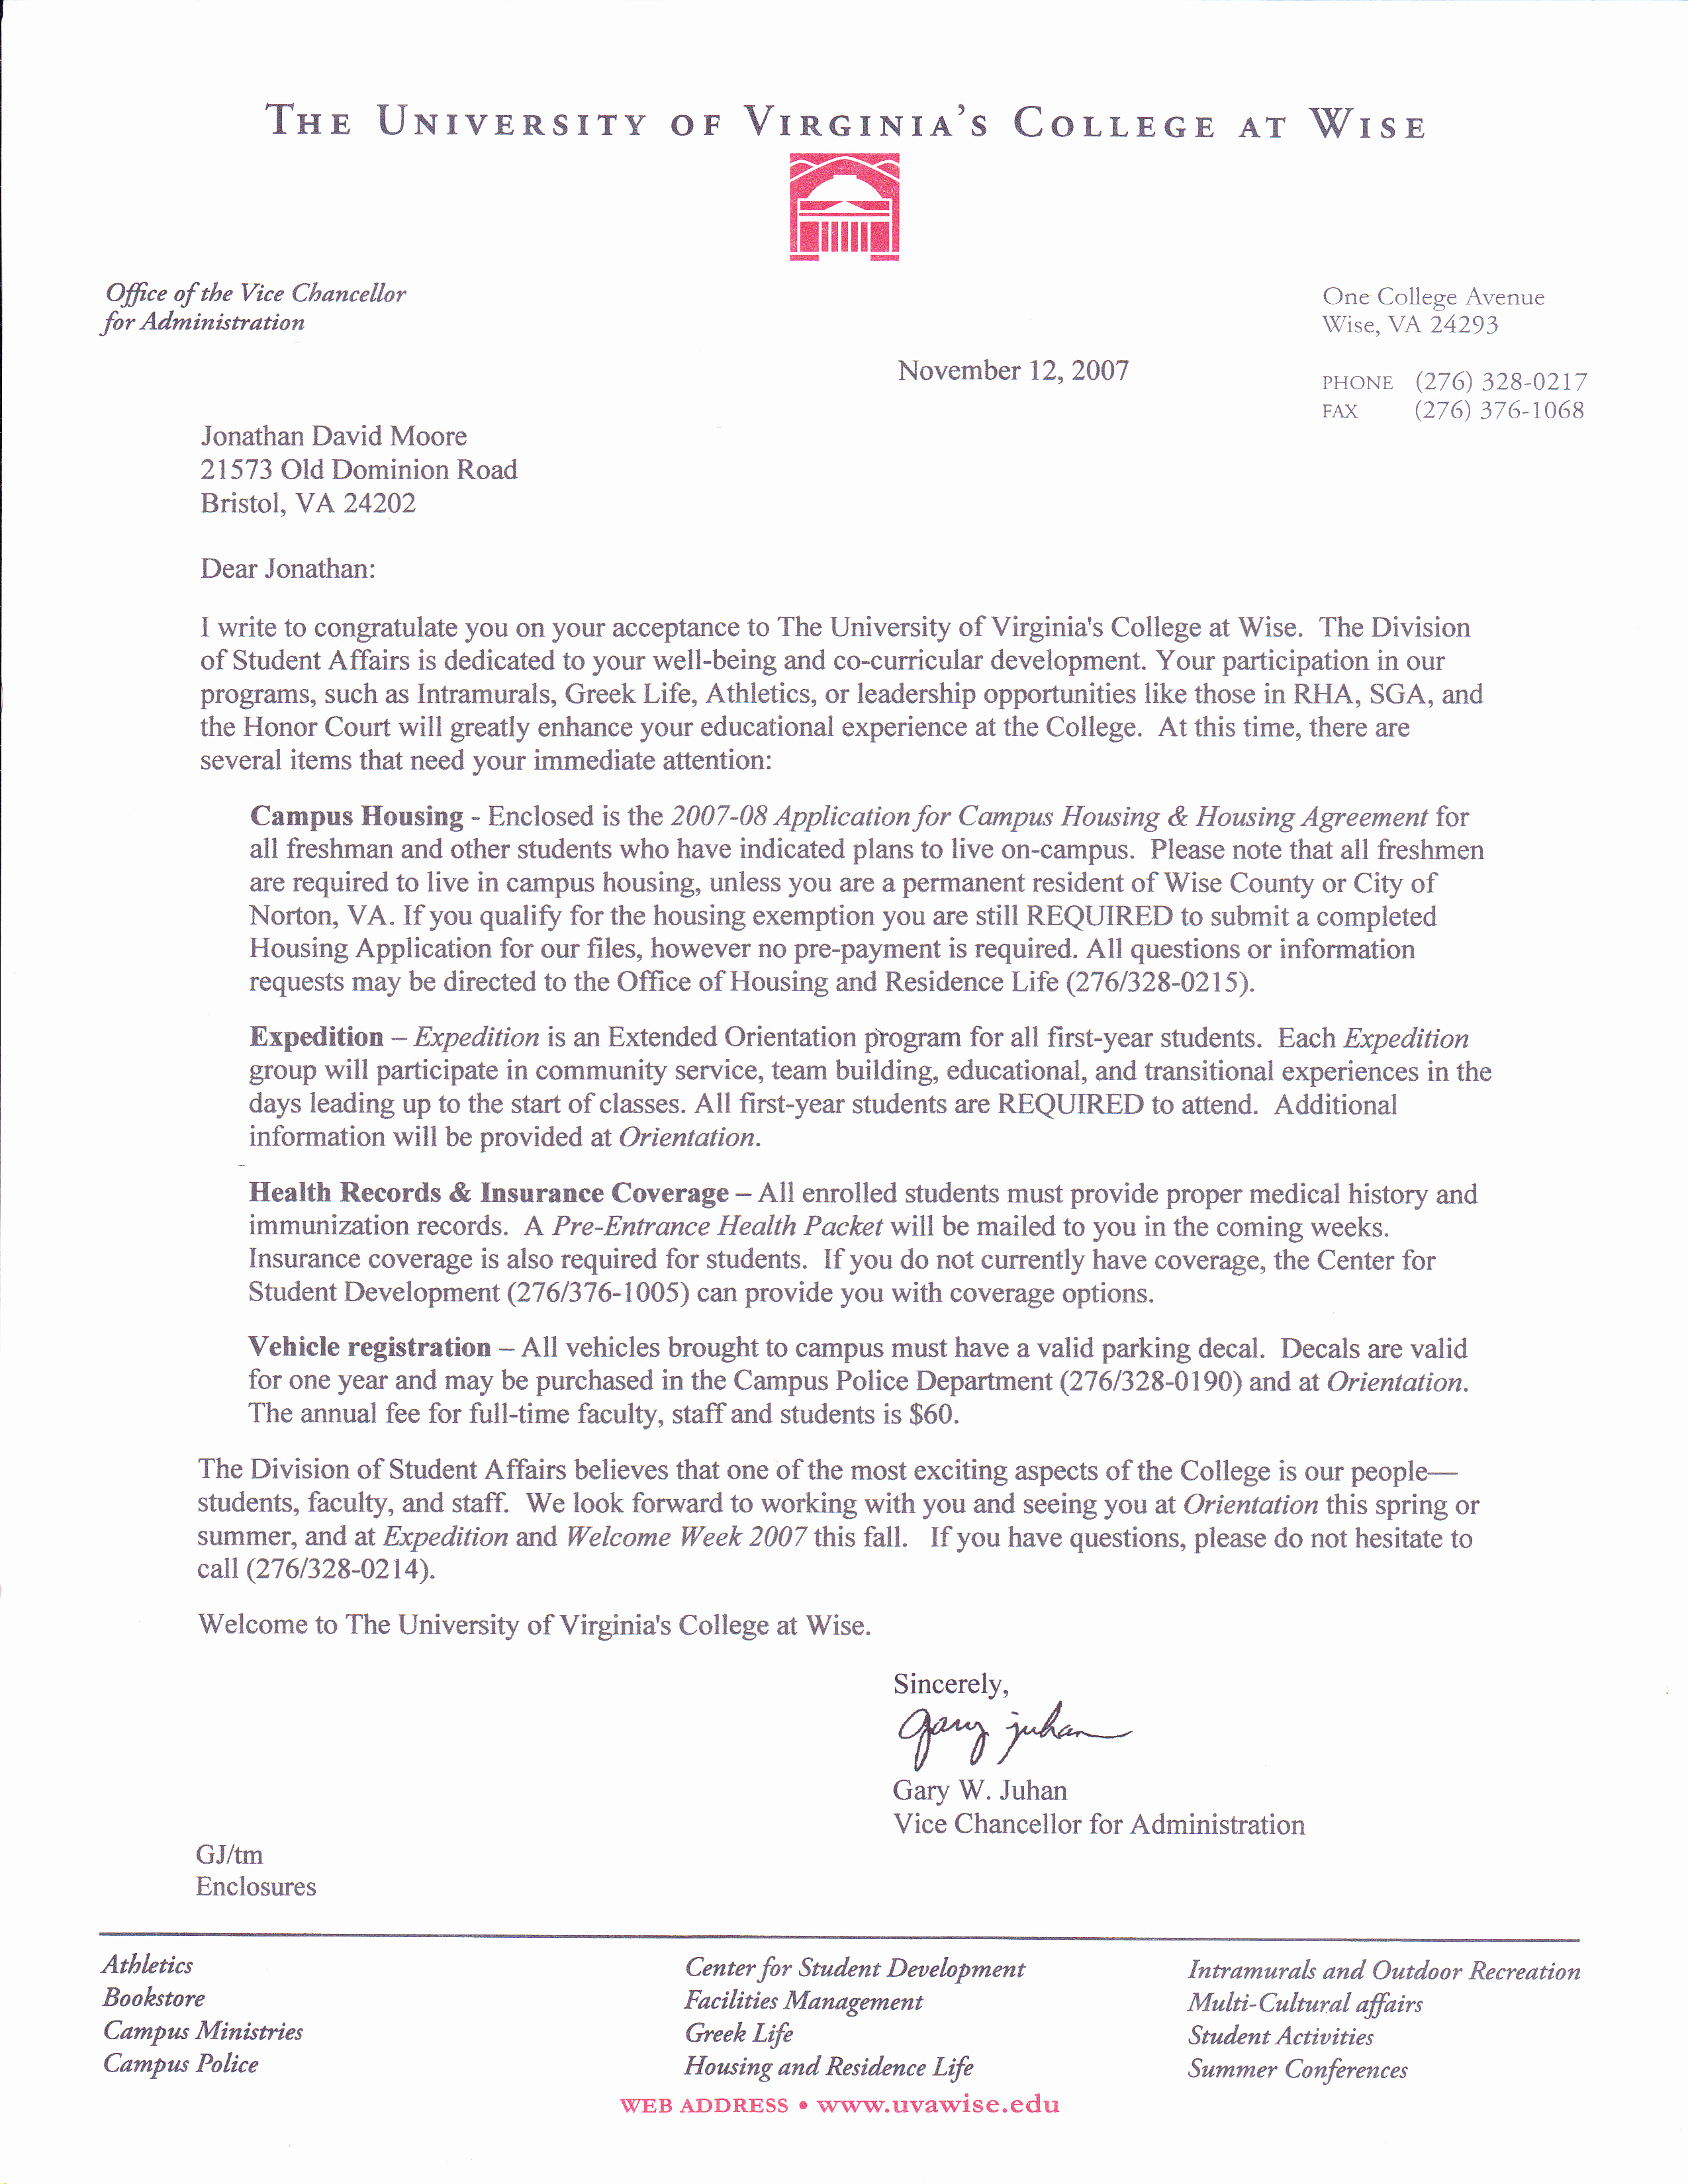 THE UNIVERSITY OF VIRGINIA'S COLLEGE AT WISE
Office of the Vice Chancellor
for Administration
One College Avenue
Wise, VA 24293
November 12, 2007
PHONE (276) 328-0217
FAX (276) 376-1068
Jonathan David Moore
21573 Old Dominion Road
Bristol, VA 24202
Dear Jonathan:
I write to congratulate you on your acceptance to The University of Virginia's College at Wise. The Division
of Student Affairs is dedicated to your well-being and co-curricular development. Your participation in our
programs, such as Intramurals, Greek Life, Athletics, or leadership opportunities like those in RHA, SGA, and
the Honor Court will greatly enhance your educational experience at the College. At this time, there are
several items that need your immediate attention:
Campus Housing - Enclosed is the 2007-08 Application for Campus Housing & Housing Agreement for
all freshman and other students who have indicated plans to live on-campus. Please note that all freshmen
are required to live in campus housing, unless you are a permanent resident of Wise County or City of
Norton, VA. If you qualify for the housing exemption you are still REQUIRED to submit a completed
Housing Application for our files, however no pre-payment is required. All questions or information
requests may be directed to the Office of Housing and Residence Life (276/328-0215).
Expedition – Expedition is an Extended Orientation program for all first-year students. Each Expedition
group will participate in community service, team building, educational, and transitional experiences in the
days leading up to the start of classes. All first-year students are REQUIRED to attend. Additional
information will be provided at Orientation.
Health Records & Insurance Coverage – All enrolled students must provide proper medical history and
immunization records. A Pre-Entrance Health Packet will be mailed to you in the coming weeks.
Insurance coverage is also required for students. If you do not currently have coverage, the Center for
Student Development (276/376-1005) can provide you with coverage options.
Vehicle registration – All vehicles brought to campus must have a valid parking decal. Decals are valid
for one year and may be purchased in the Campus Police Department (276/328-0190) and at Orientation.
The annual fee for full-time faculty, staff and students is $60.
The Division of Student Affairs believes that one of the most exciting aspects of the College is our people—
students, faculty, and staff. We look forward to working with you and seeing you at Orientation this spring or
summer, and at Expedition and Welcome Week 2007 this fall. If you have questions, please do not hesitate to
call (276/328-0214).
Welcome to The University of Virginia's College at Wise.
Sincerely,
gary juhan
Gary W. Juhan
Vice Chancellor for Administration
GJ/tm
Enclosures
Athletics
Bookstore
Campus Ministries
Campus Police
Center for Student Development
Facilities Management
Greek Life
Housing and Residence Life
Intramurals and Outdoor Recreation
Multi-Cultural affairs
Student Activities
Summer Conferences
WEB ADDRESS • www.uvawise.edu